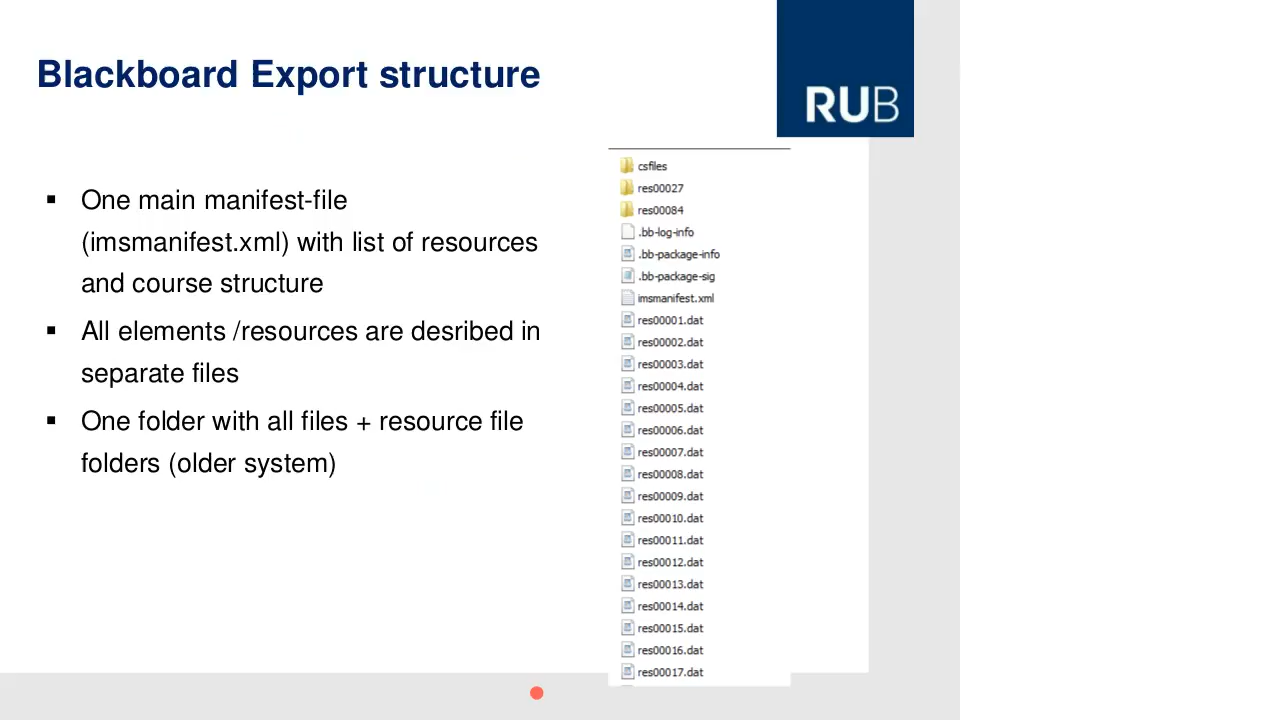 Blackboard Export structure
RUB
▪ One main manifest-file
(imsmanifest.xml) with list of resources
and course structure
▪ All elements /resources are desribed in
separate files
▪ One folder with all files + resource file
folders (older system)
csfiles
res00027
res00084
.bb-log-info
.bb-package-info
.bb-package-sig
imsmanifest.xml
res00001.dat
res00002.dat
res00003.dat
res00004.dat
res00005.dat
res00006.dat
res00007.dat
res00008.dat
res00009.dat
res00010.dat
res00011.dat
res00012.dat
res00013.dat
res00014.dat
res00015.dat
res00016.dat
res00017.dat